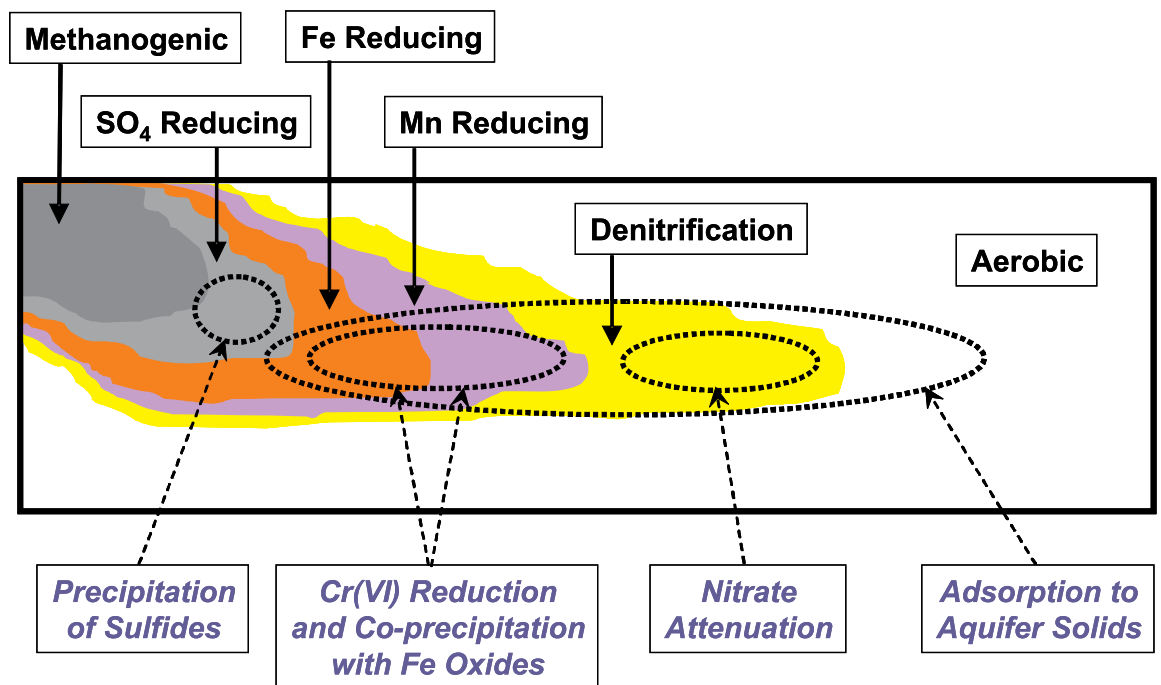 Methanogenic
Fe Reducing
SO₄ Reducing
Mn Reducing
Denitrification
Aerobic
Precipitation
of Sulfides
Cr(VI) Reduction
and Co-precipitation
with Fe Oxides
Nitrate
Attenuation
Adsorption to
Aquifer Solids